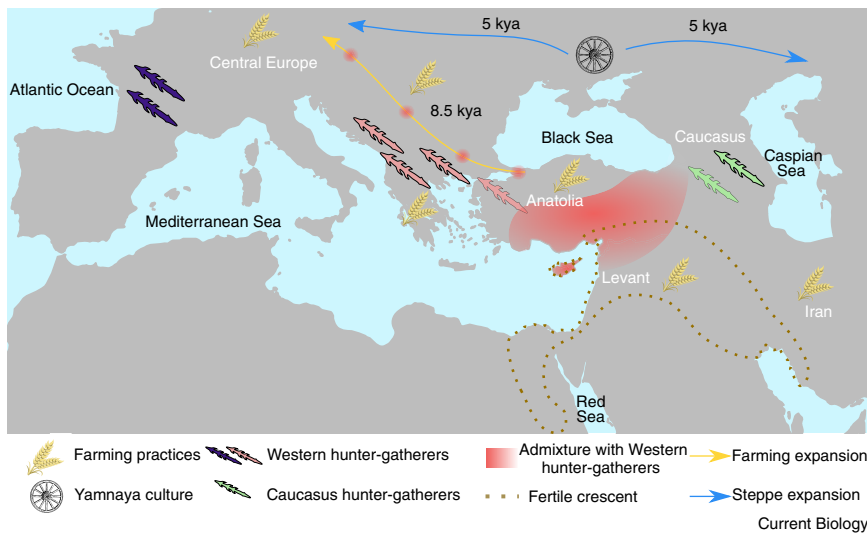 5 kya
5 kya
Central Europe
Atlantic Ocean
8.5 kya
Black Sea
Caucasus
Caspian
Sea
Anatolia
Mediterranean Sea
Levant
Iran
Red
Sea
Farming practices
Western hunter-gatherers
Admixture with Western
hunter-gatherers
Farming expansion
Yamnaya culture
Caucasus hunter-gatherers
Fertile crescent
Steppe expansion
Current Biology